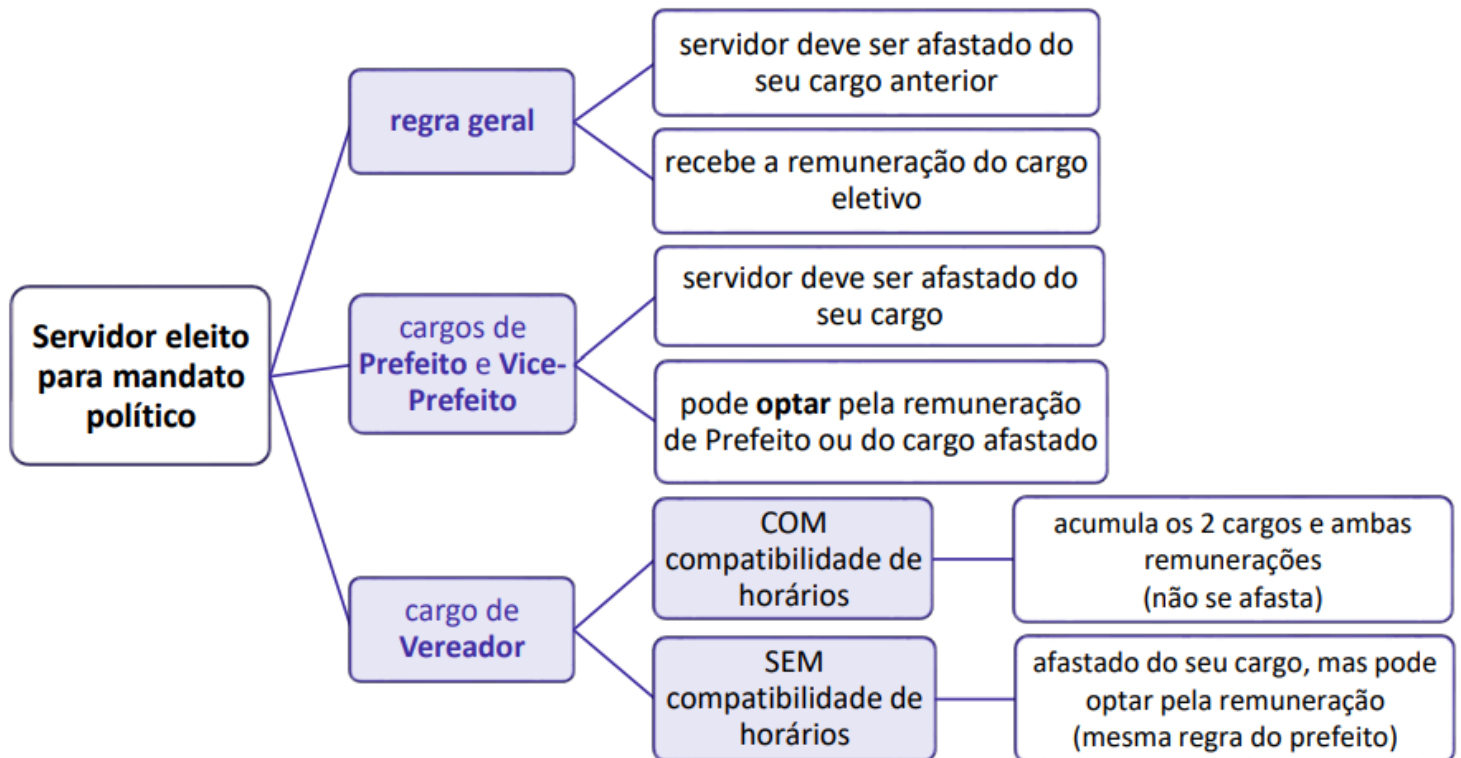 Servidor eleito
para mandato
político
regra geral
servidor deve ser afastado do
seu cargo anterior
recebe a remuneração do cargo
eletivo
cargos de
Prefeito e Vice-
Prefeito
servidor deve ser afastado do
seu cargo
pode optar pela remuneração
de Prefeito ou do cargo afastado
cargo de
Vereador
COM
compatibilidade de
horários
acumula os 2 cargos e ambas
remunerações
(não se afasta)
SEM
compatibilidade de
horários
afastado do seu cargo, mas pode
optar pela remuneração
(mesma regra do prefeito)